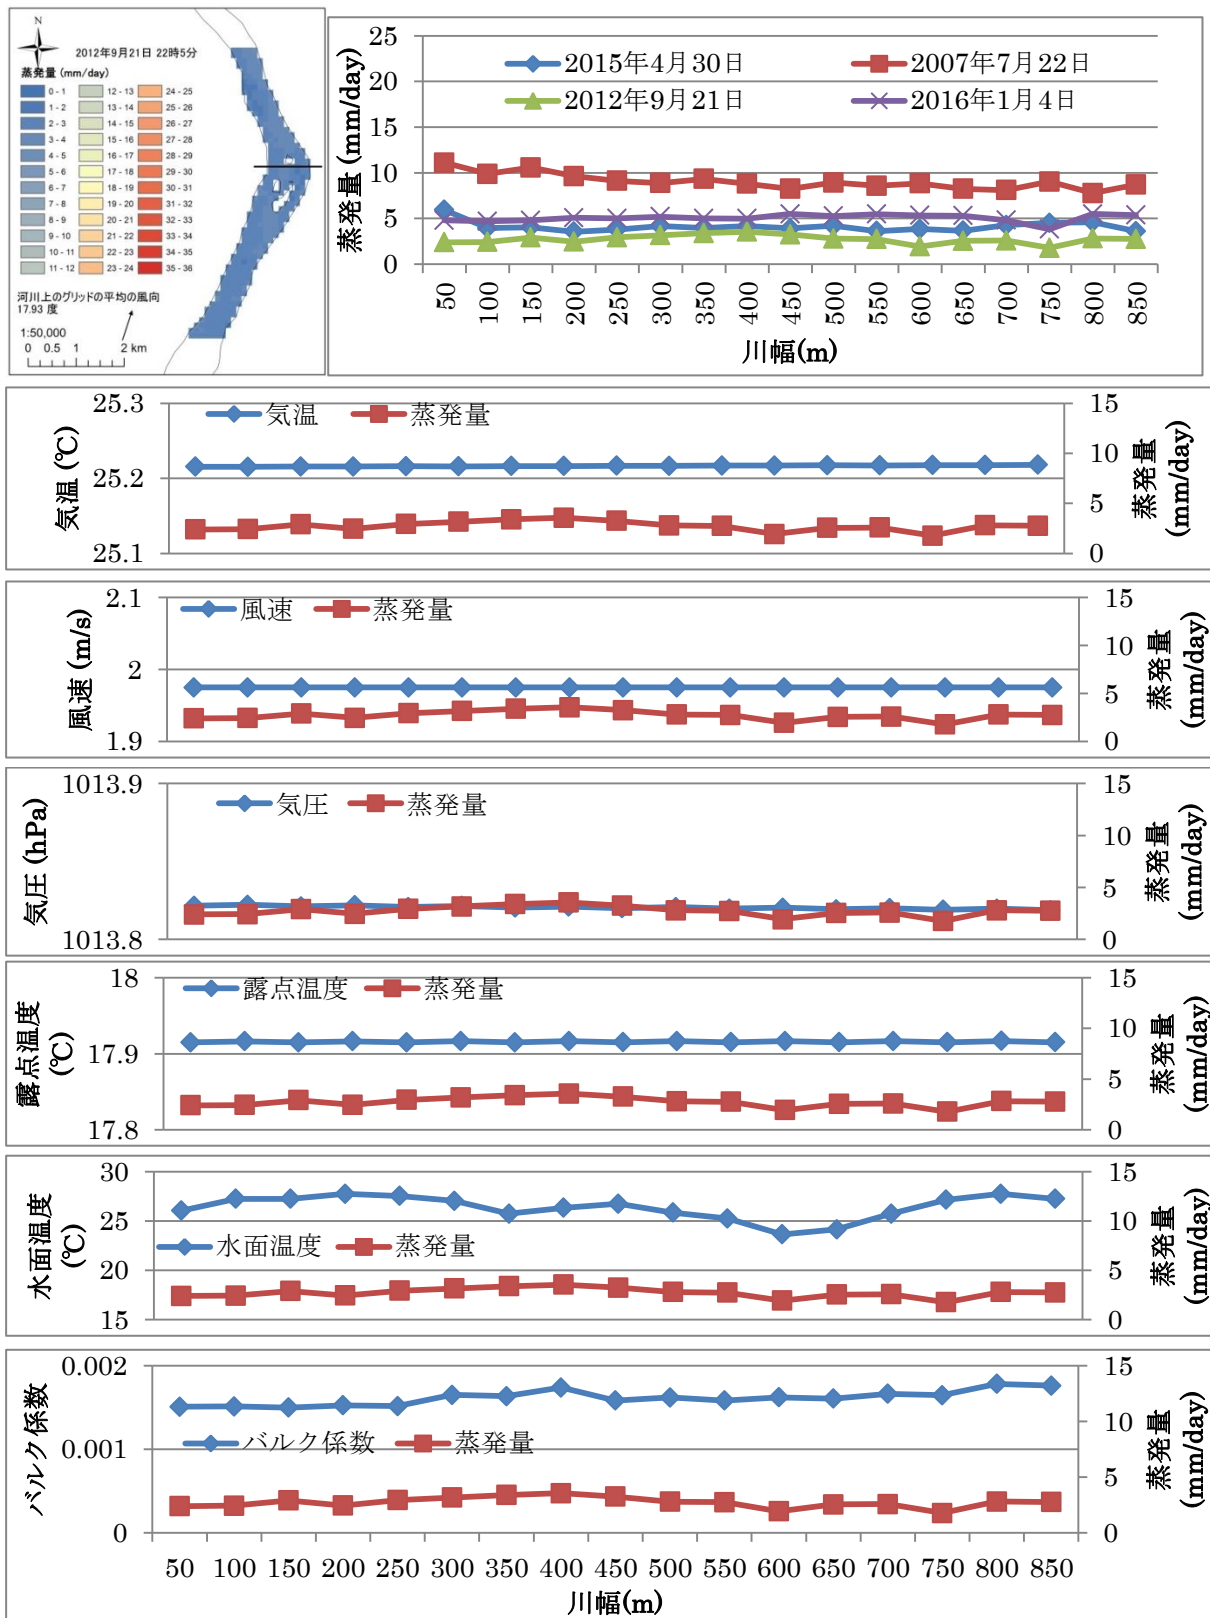 N
2012年9月21日 22時5分
蒸発量 (mm/day)
0 - 1 12 - 13 24 - 25
1 - 2 13 - 14 25 - 26
2 - 3 14 - 15 26 - 27
3 - 4 15 - 16 27 - 28
4 - 5 16 - 17 28 - 29
5 - 6 17 - 18 29 - 30
6 - 7 18 - 19 30 - 31
7 - 8 19 - 20 31 - 32
8 - 9 20 - 21 32 - 33
9 - 10 21 - 22 33 - 34
10 - 11 22 - 23 34 - 35
11 - 12 23 - 24 35 - 36
河川上のグリッドの平均の風向
17.93 度
1:50,000
0 0.5 1 2 km
蒸発量 (mm/day)
25
20
15
10
5
0
2015年4月30日 2007年7月22日
2012年9月21日 2016年1月4日
50 100 150 200 250 300 350 400 450 500 550 600 650 700 750 800 850
川幅(m)
気温 (℃)
25.3
25.2
25.1
気温 蒸発量
15
10
5
0
蒸発量
(mm/day)
風速 (m/s)
2.1
2
1.9
風速 蒸発量
15
10
5
0
蒸発量
(mm/day)
気圧 (hPa)
1013.9
1013.8
気圧 蒸発量
15
10
5
0
蒸発量
(mm/day)
露点温度
(℃)
18
17.9
17.8
露点温度 蒸発量
15
10
5
0
蒸発量
(mm/day)
水面温度
(℃)
30
25
20
15
水面温度 蒸発量
15
10
5
0
蒸発量
(mm/day)
バルク係数
0.002
0.001
0
バルク係数 蒸発量
15
10
5
0
蒸発量
(mm/day)
50 100 150 200 250 300 350 400 450 500 550 600 650 700 750 800 850
川幅(m)